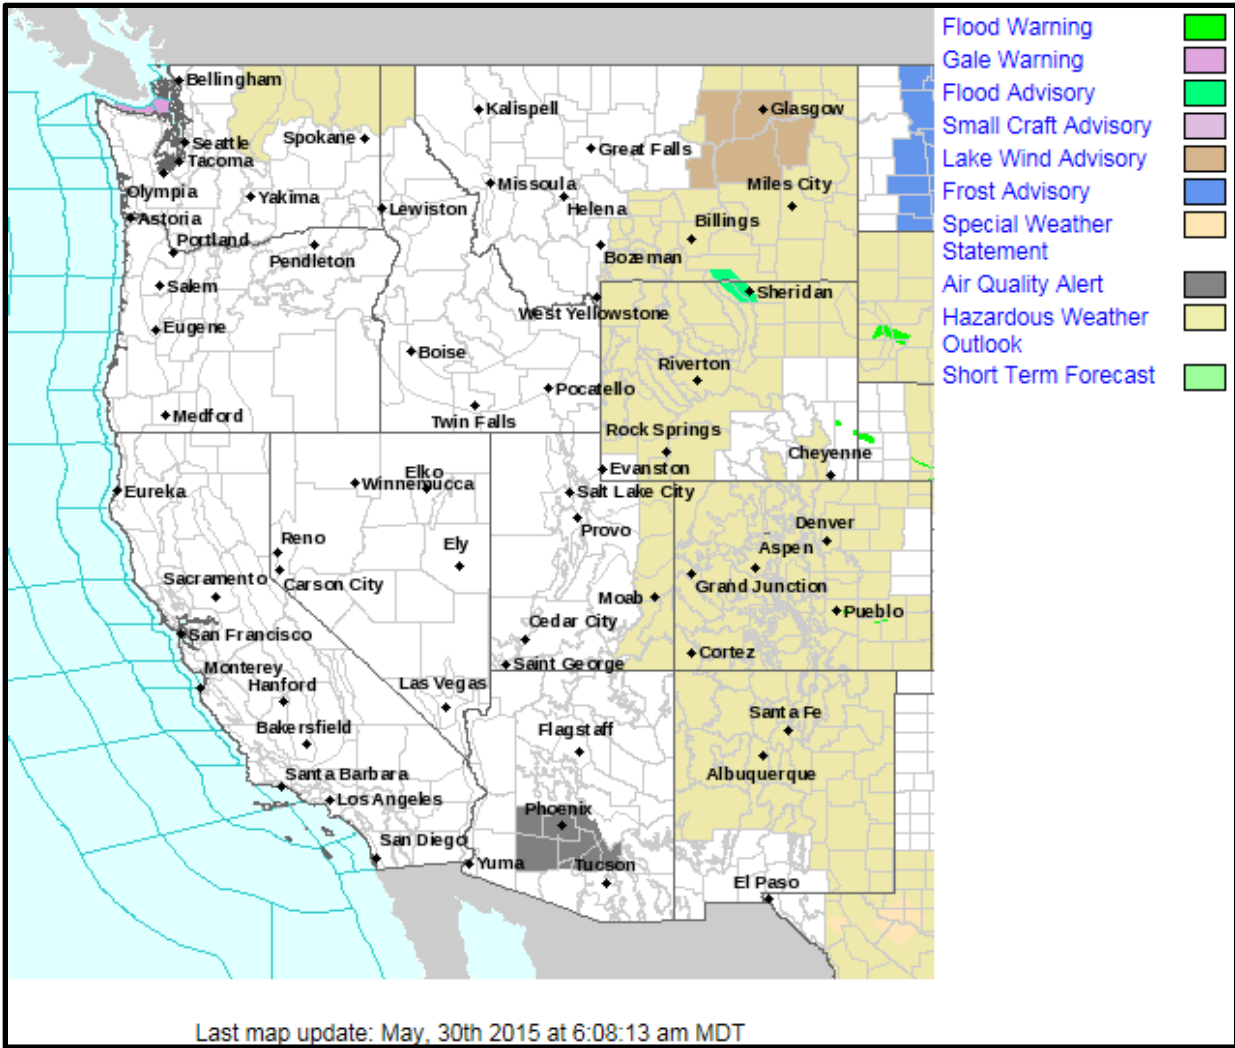 Flood Warning
Gale Warning
Flood Advisory
Small Craft Advisory
Lake Wind Advisory
Frost Advisory
Special Weather
Statement
Air Quality Alert
Hazardous Weather
Outlook
Short Term Forecast
Bellingham
Kalispell
Glasgow
Spokane
Seattle
Great Falls
Tacoma
Missoula
Miles City
Olympia
Yakima
Lewiston
Helena
Astoria
Billings
Portland
Pendleton
Bozeman
Salem
Sheridan
West Yellowstone
Eugene
Boise
Riverton
Pocatello
Medford
Twin Falls
Rock Springs
Cheyenne
Evanston
Elko
Winnemucca
Eureka
Salt Lake City
Provo
Denver
Reno
Ely
Aspen
Sacramento
Carson City
Grand Junction
Moab
Pueblo
Cedar City
San Francisco
Cortez
Saint George
Monterey
Hanford
Las Vegas
Santa Fe
Bakersfield
Flagstaff
Albuquerque
Santa Barbara
Los Angeles
Phoenix
San Diego
Yuma
Tucson
El Paso
Last map update: May, 30th 2015 at 6:08:13 am MDT